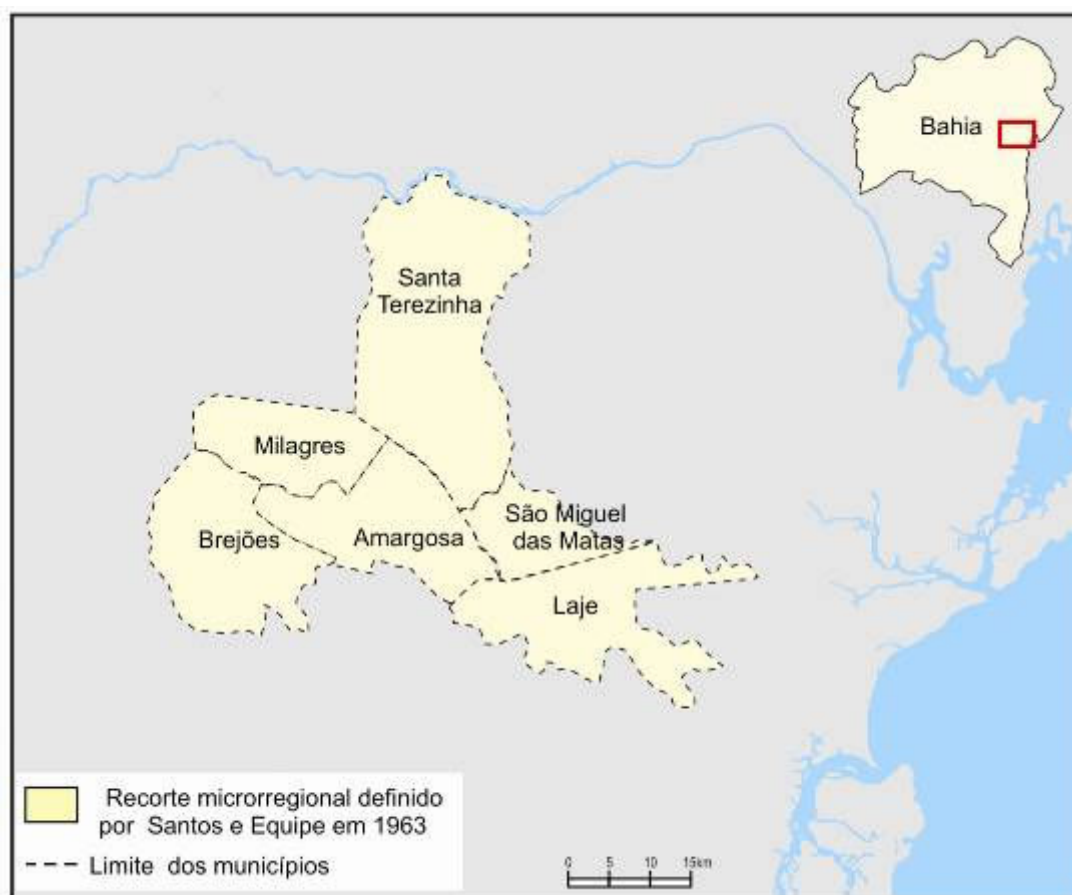 Bahia
Santa
Terezinha
Milagres
São Miguel
das Matas
Brejões
Amargosa
Laje
Recorte microrregional definido
por Santos e Equipe em 1963
Limite dos municípios
0 5 10 15km